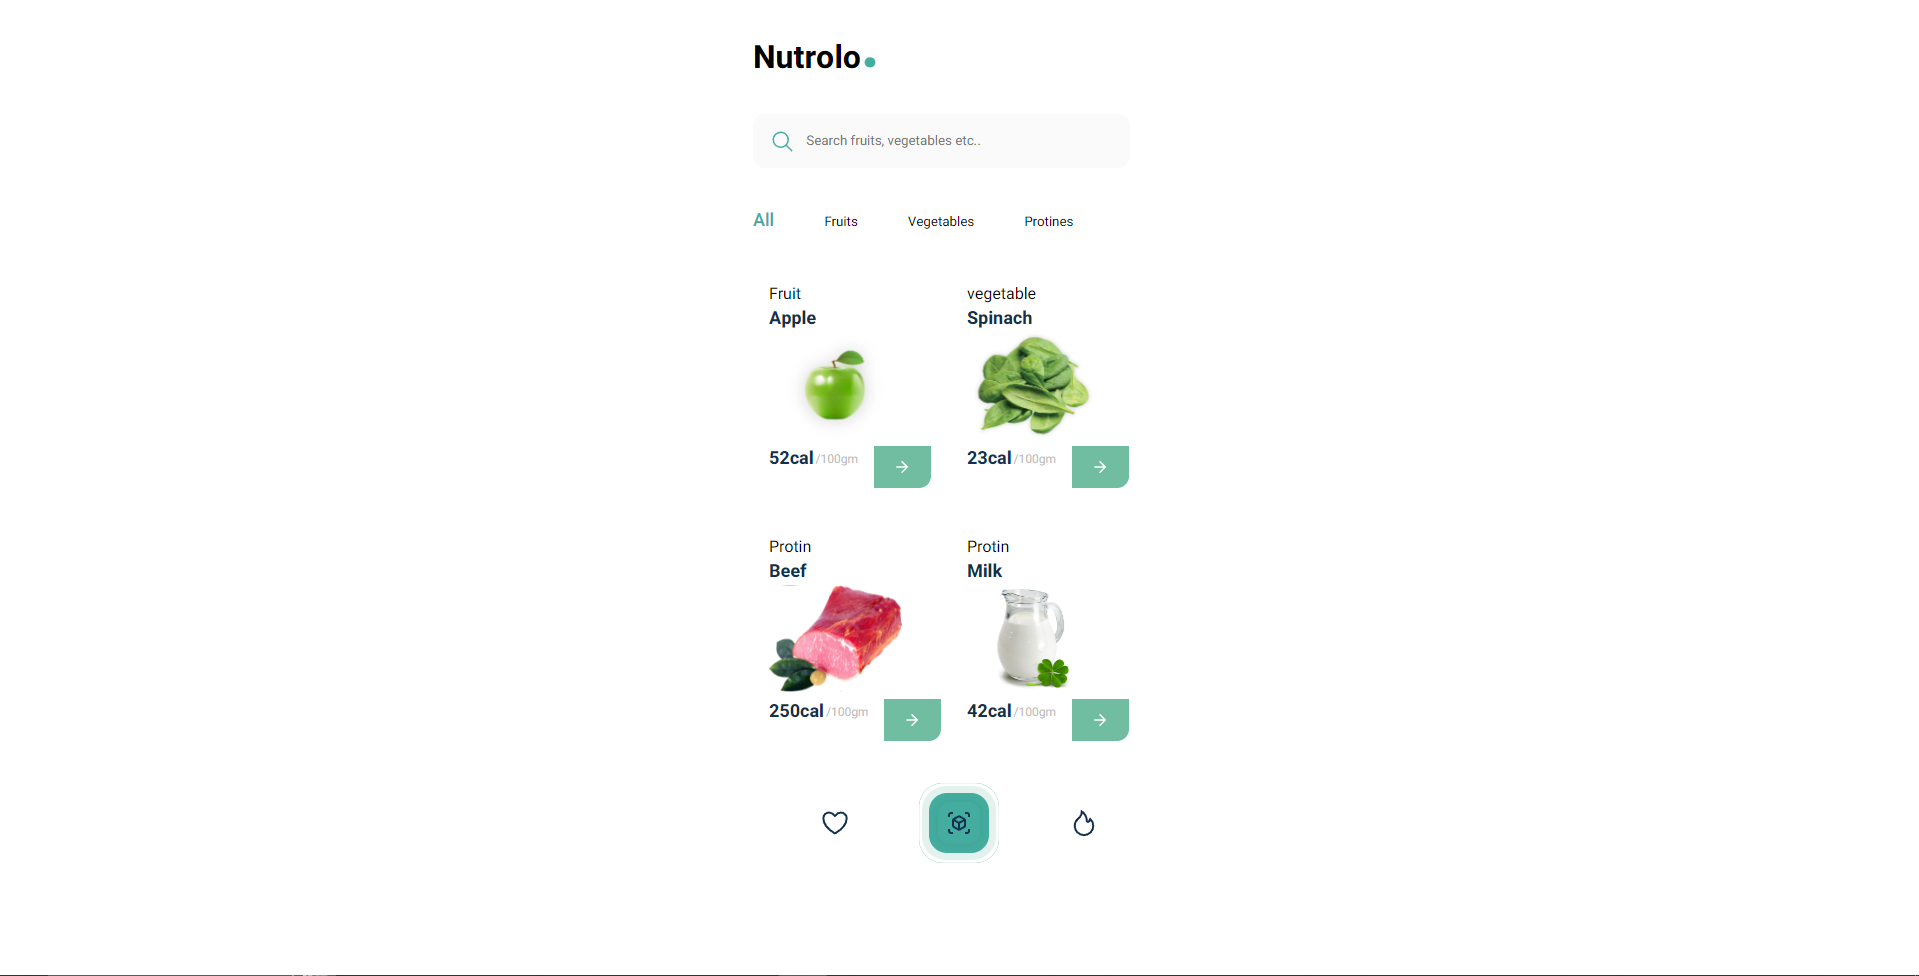 Nutrolo
Search fruits, vegetables etc..
All Fruits Vegetables Protines
Fruit
Apple
52cal/100gm
vegetable
Spinach
23cal/100gm
Protin
Beef
250cal/100gm
Protin
Milk
42cal/100gm